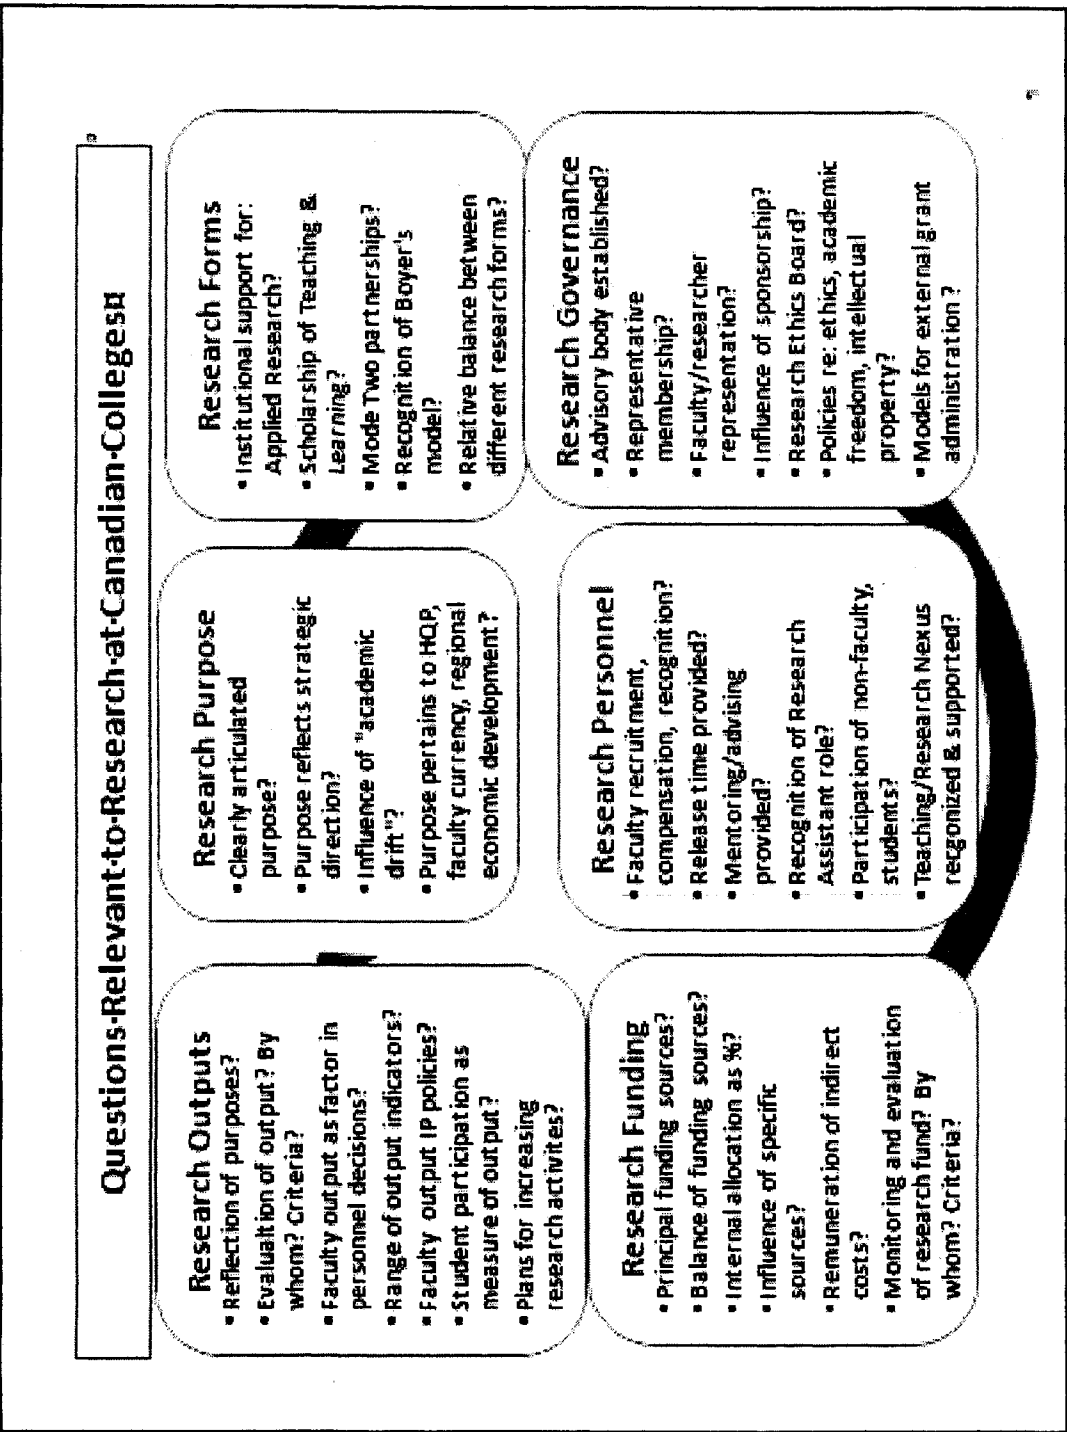 Questions·Relevant·to·Research·at·Canadian·Colleges¤
Research Outputs
• Reflection of purposes?
• Evaualtion of output? By
whom? Criteria?
• Faculty output as factor in
personnel decisions?
• Range of output indicators?
• Faculty output IP policies?
• Student participation as
measure of output?
• Plans for increasing
research activites?
Research Purpose
• Clearly articulated
purpose?
• Purpose reflects strategic
direction?
• Influence of "academic
drift"?
• Purpose pertains to HQP,
faculty currency, regional
economic development?
Research Forms
• Institutional support for:
Applied Research?
• Scholarship of Teaching &
Learning?
• Mode Two partnerships?
• Recognition of Boyer's
model?
• Relative balance between
different research forms?
Research Funding
• Principal funding sources?
• Balance of funding sources?
• Internal allocation as %?
• Influence of specific
sources?
• Remuneration of indirect
costs?
• Monitoring and evaluation
of research fund? By
whom? Criteria?
Research Personnel
• Faculty recruitment,
compensation, recognition?
• Release time provided?
• Mentoring/advising
provided?
• Recognition of Research
Assistant role?
• Participation of non-faculty,
students?
• Teaching/Research Nexus
recgonized & supported?
Research Governance
• Advisory body established?
• Representative
membership?
• Faculty/researcher
representation?
• Influence of sponsorship?
• Research Ethics Board?
• Policies re: ethics, academic
freedom, intellectual
property?
• Models for external grant
administration?